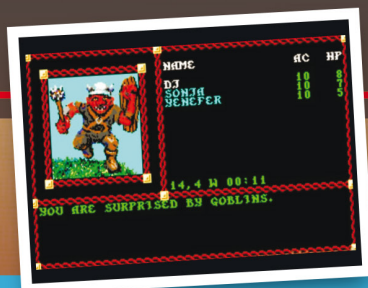 NAME AC HP
DJ 10 8
SONJA 10 7
YENEFER 10 5
14,4 W 00:11
YOU ARE SURPRISED BY GOBLINS.